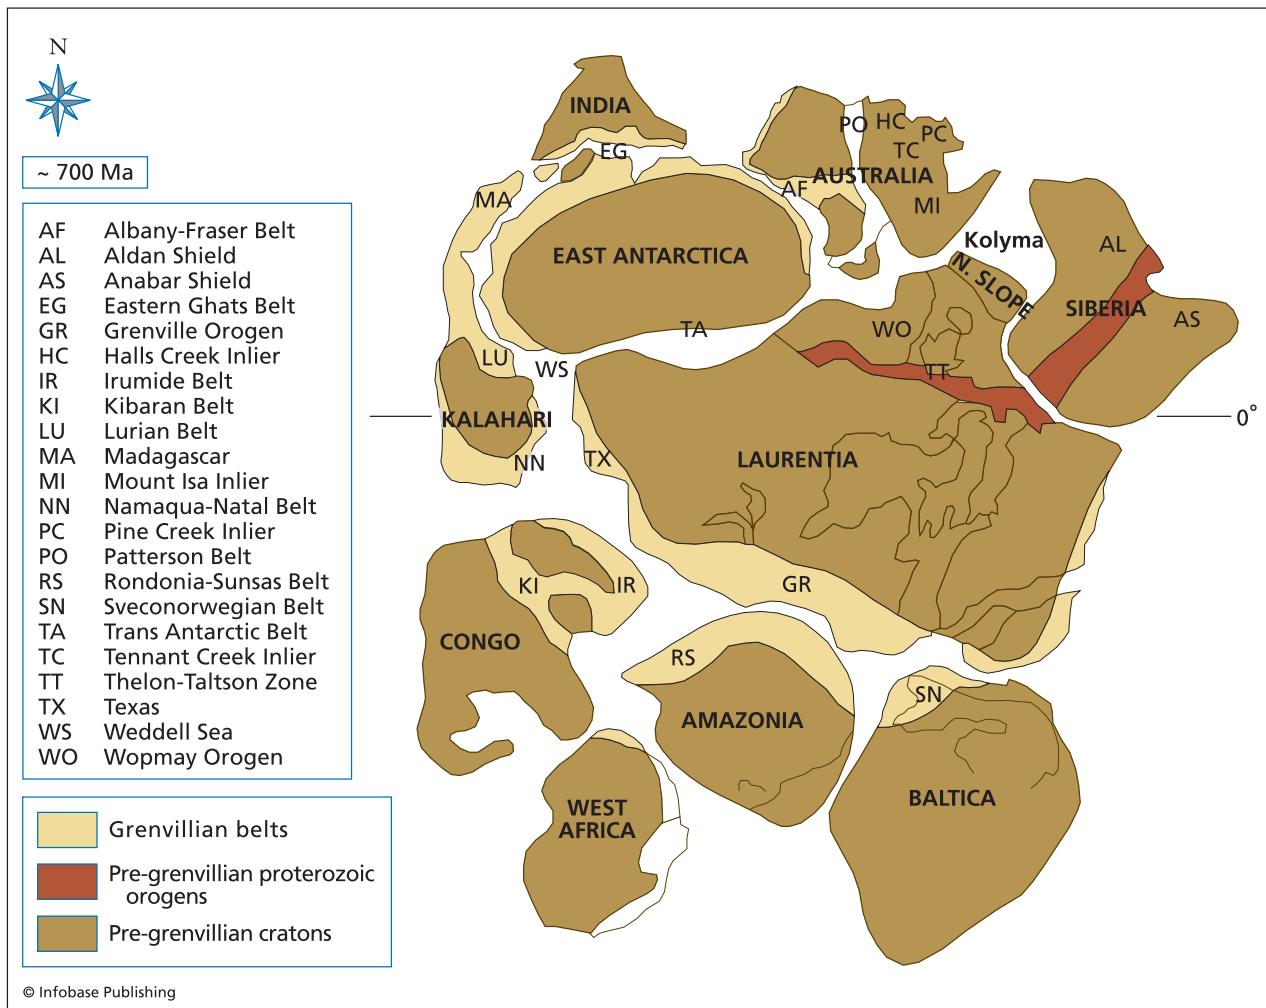 N
~ 700 Ma
AF Albany-Fraser Belt
AL Aldan Shield
AS Anabar Shield
EG Eastern Ghats Belt
GR Grenville Orogen
HC Halls Creek Inlier
IR Irumide Belt
KI Kibaran Belt
LU Lurian Belt
MA Madagascar
MI Mount Isa Inlier
NN Namaqua-Natal Belt
PC Pine Creek Inlier
PO Patterson Belt
RS Rondonia-Sunsas Belt
SN Sveconorwegian Belt
TA Trans Antarctic Belt
TC Tennant Creek Inlier
TT Thelon-Taltson Zone
TX Texas
WS Weddell Sea
WO Wopmay Orogen
Grenvillian belts
Pre-grenvillian proterozoic
orogens
Pre-grenvillian cratons
© Infobase Publishing
INDIA
EG
MA
EAST ANTARCTICA
PO
HC
PC
TC
AUSTRALIA
AF
MI
Kolyma
N. SLOPE
AL
SIBERIA
AS
TA
WO
TT
LU
WS
KALAHARI
0°
NN
TX
LAURENTIA
KI
IR
GR
CONGO
RS
AMAZONIA
SN
WEST
AFRICA
BALTICA